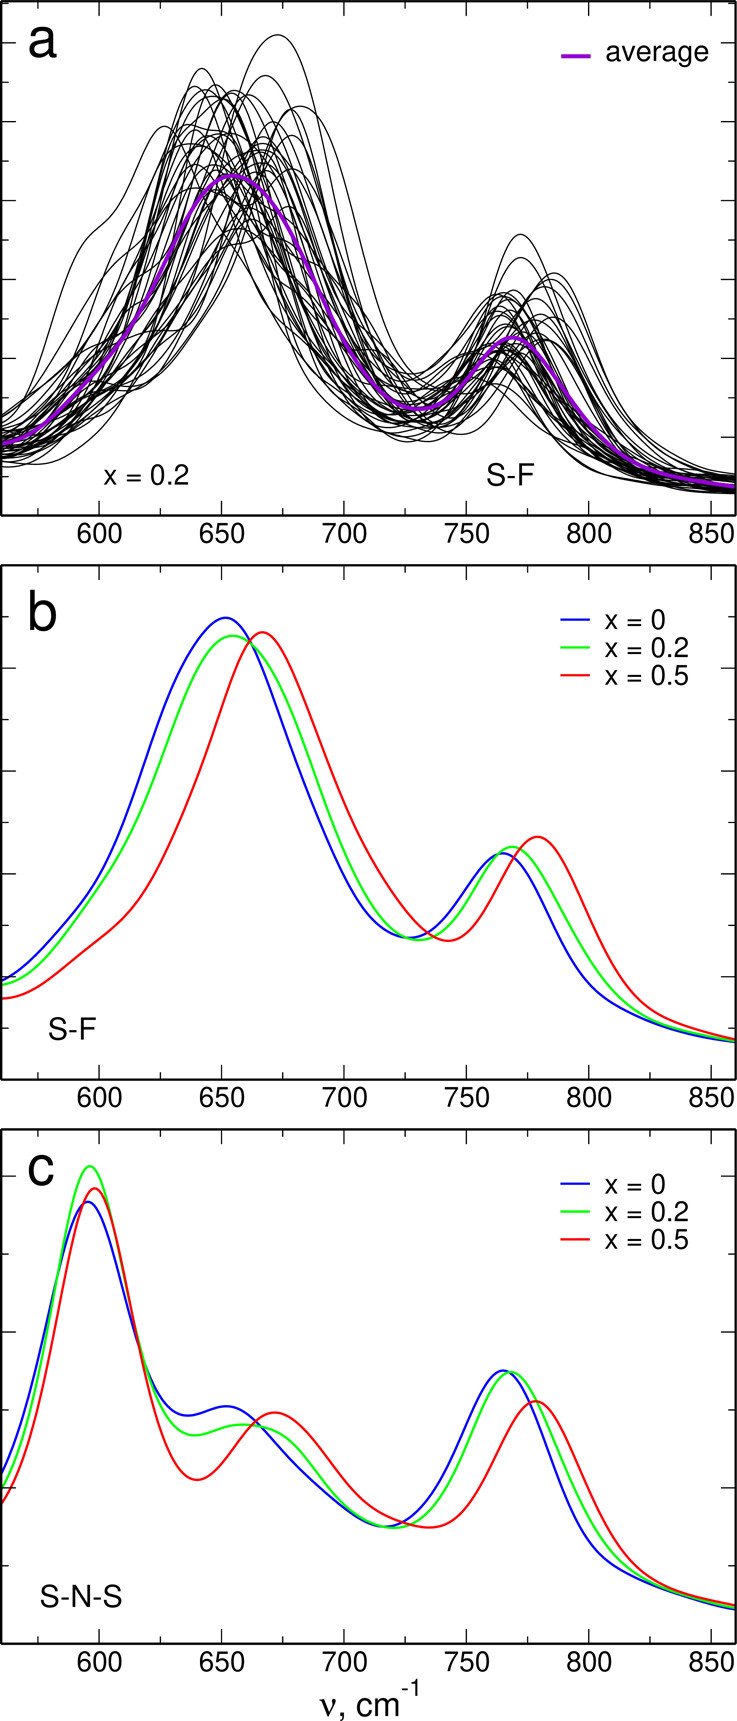 a
average
x = 0.2
S-F
600 650 700 750 800 850
b
x = 0
x = 0.2
x = 0.5
S-F
600 650 700 750 800 850
c
x = 0
x = 0.2
x = 0.5
S-N-S
600 650 700 750 800 850
ν, cm⁻¹